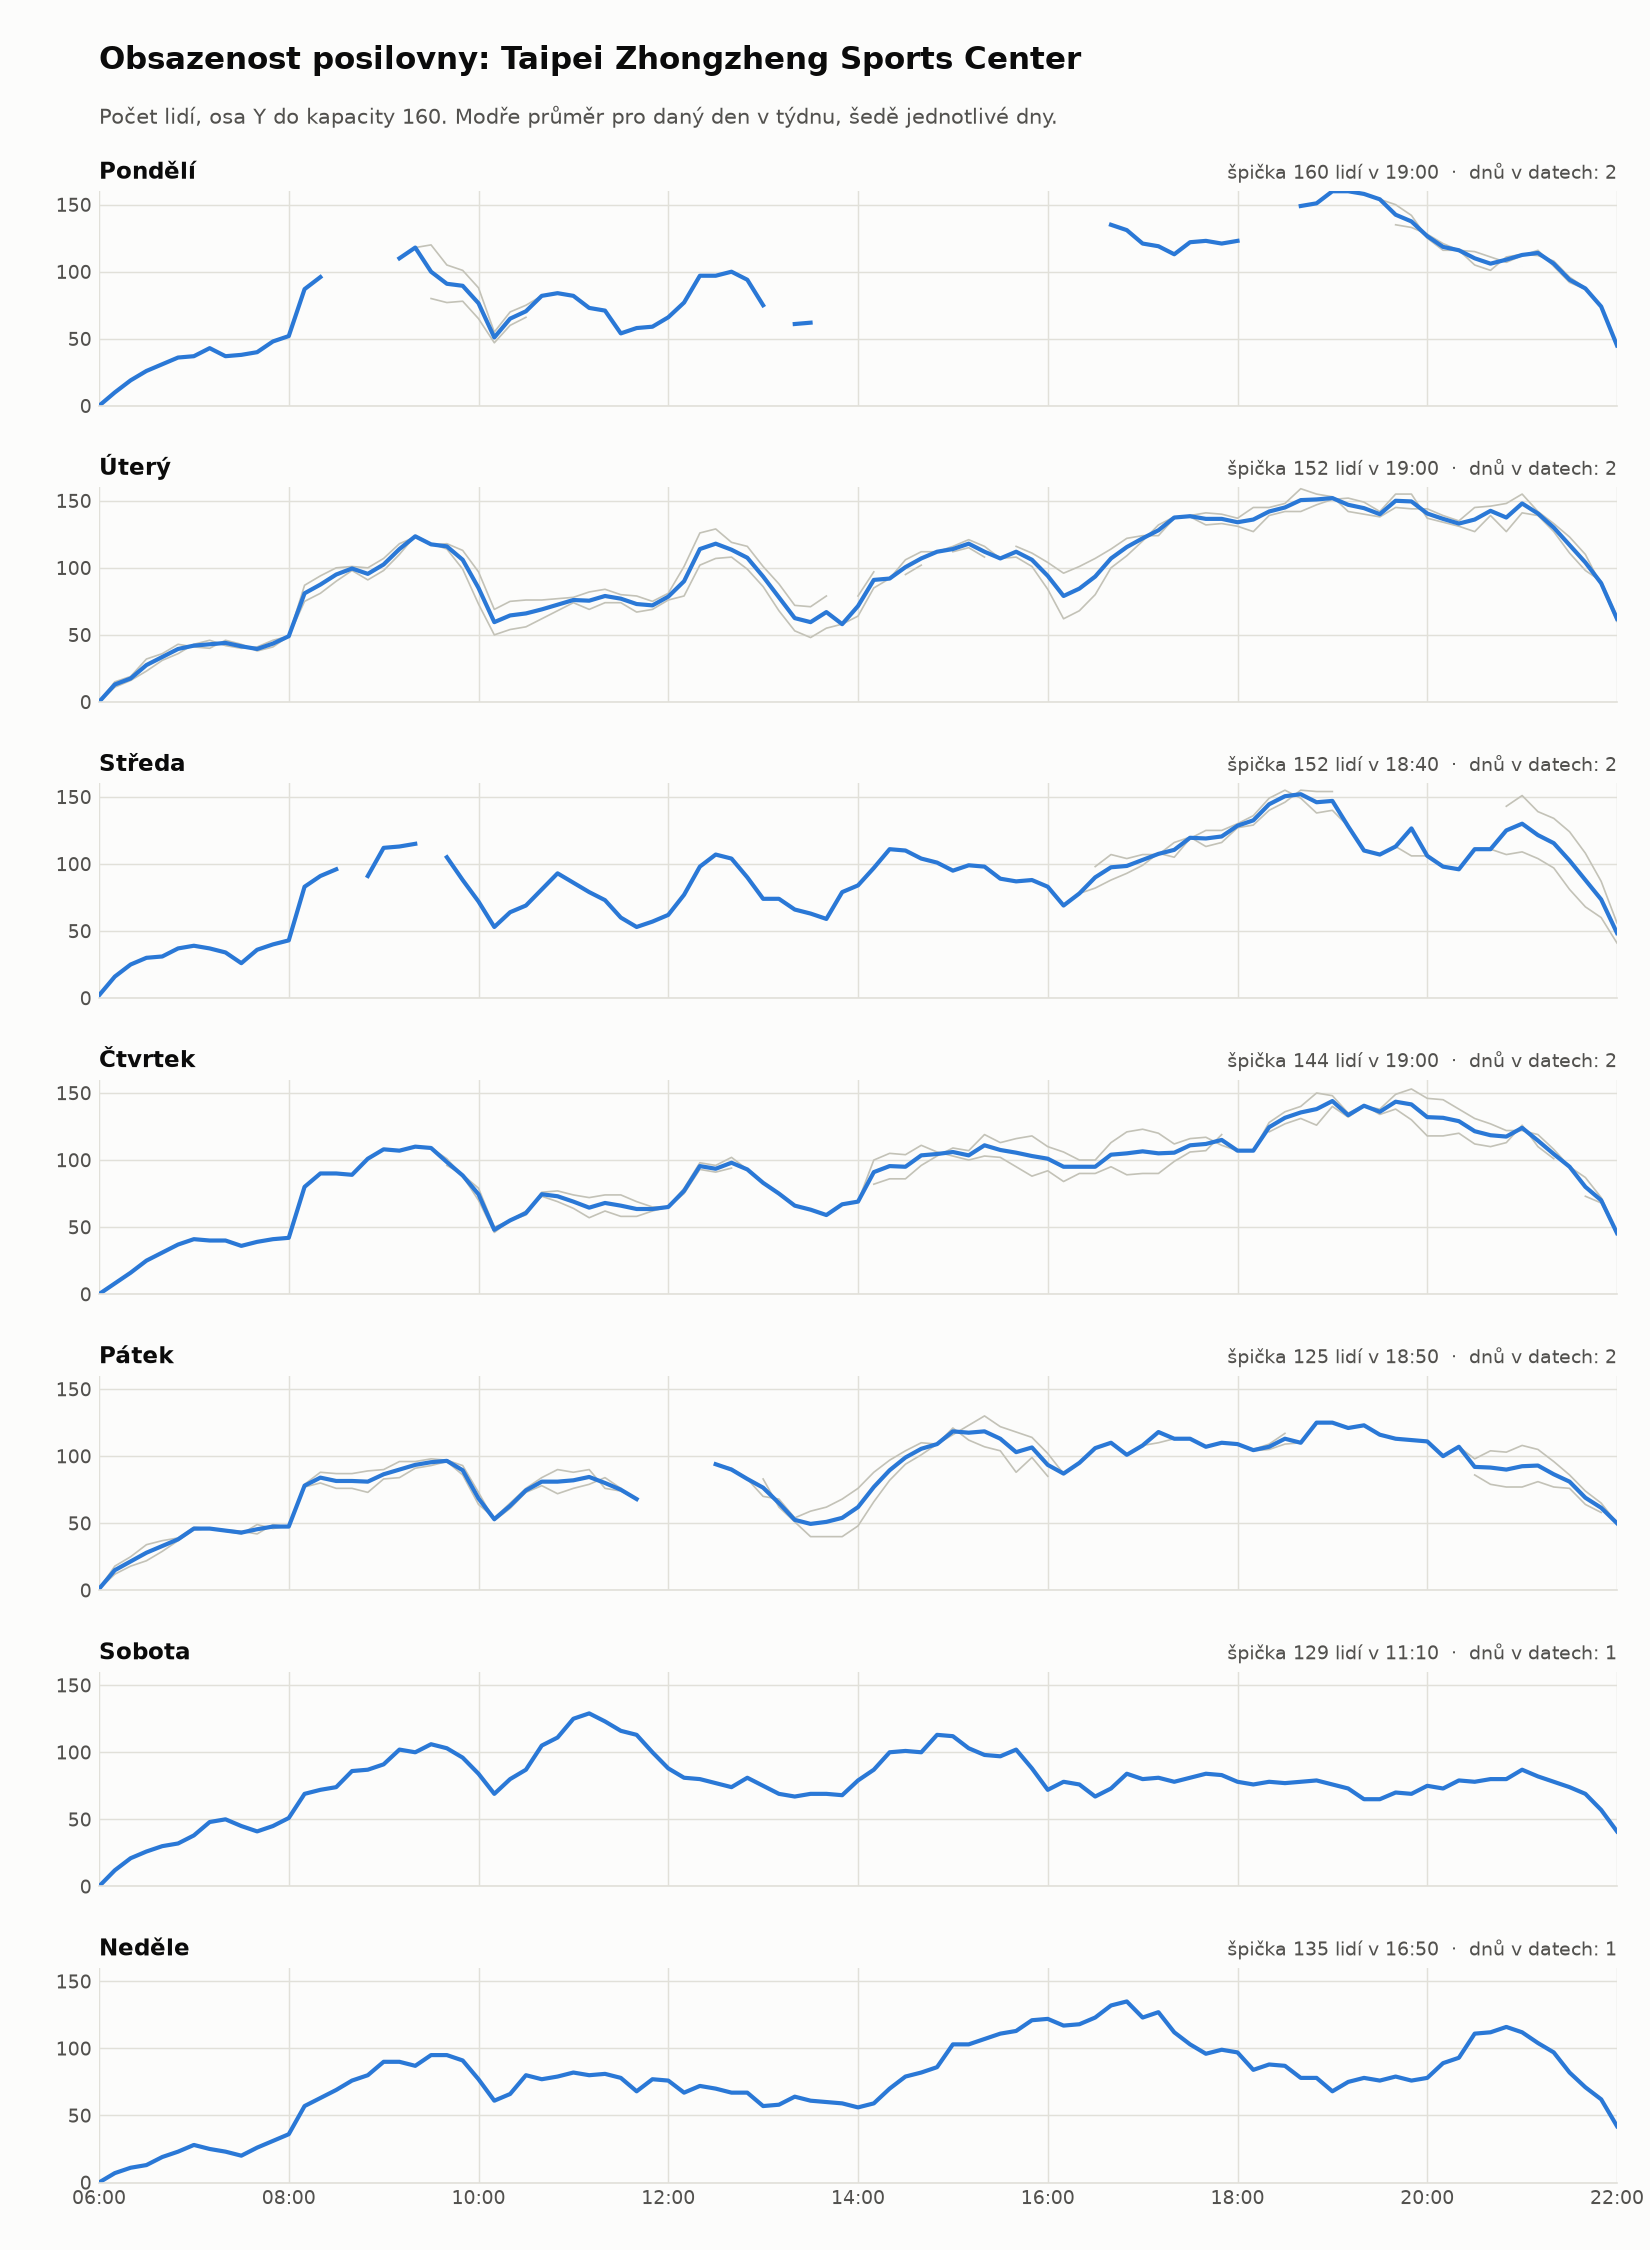 Obsazenost posilovny: Taipei Zhongzheng Sports Center
Počet lidí, osa Y do kapacity 160. Modře průměr pro daný den v týdnu, šedě jednotlivé dny.
Pondělí špička 160 lidí v 19:00 · dnů v datech: 2
150
100
50
0
Úterý špička 152 lidí v 19:00 · dnů v datech: 2
150
100
50
0
Středa špička 152 lidí v 18:40 · dnů v datech: 2
150
100
50
0
Čtvrtek špička 144 lidí v 19:00 · dnů v datech: 2
150
100
50
0
Pátek špička 125 lidí v 18:50 · dnů v datech: 2
150
100
50
0
Sobota špička 129 lidí v 11:10 · dnů v datech: 1
150
100
50
0
Neděle špička 135 lidí v 16:50 · dnů v datech: 1
150
100
50
0
06:00 08:00 10:00 12:00 14:00 16:00 18:00 20:00 22:00